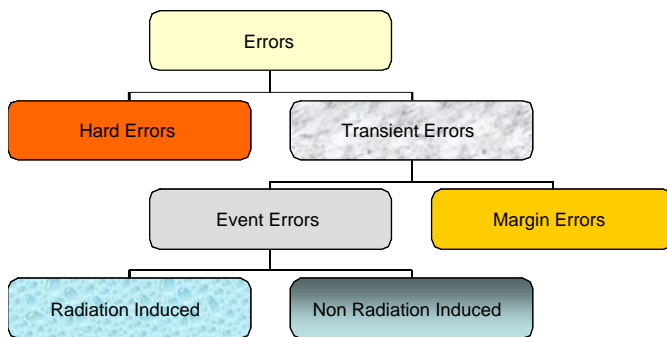 Errors
Hard Errors
Transient Errors
Event Errors
Margin Errors
Radiation Induced
Non Radiation Induced